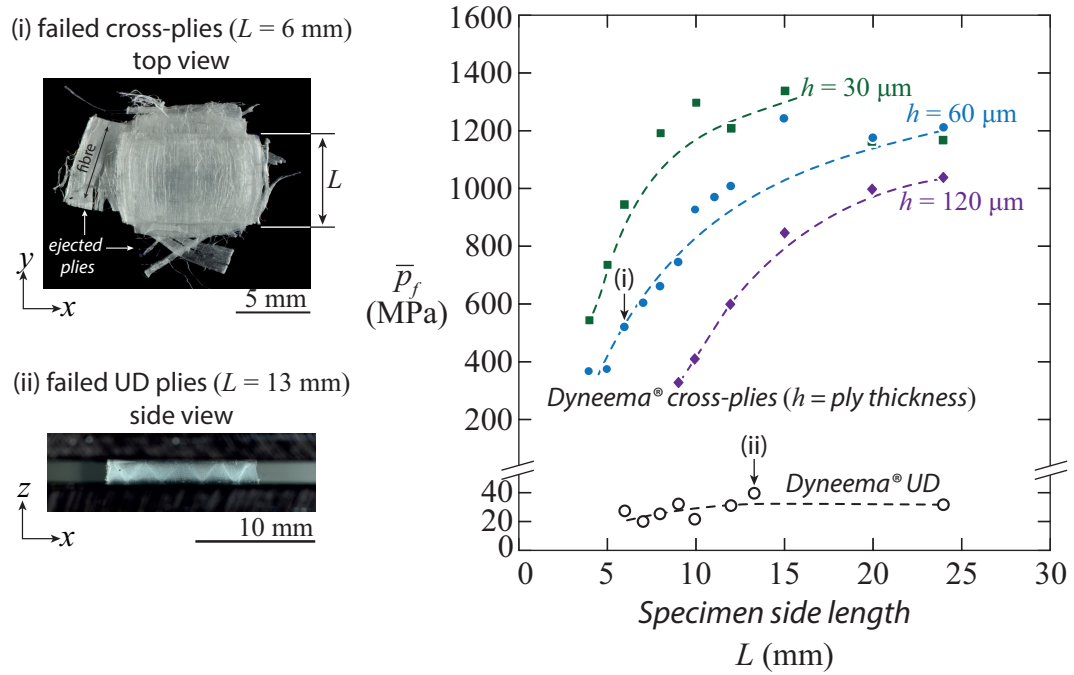 (i) failed cross-plies (L = 6 mm)
top view
fibre
L
ejected
plies
y
x
5 mm
(ii) failed UD plies (L = 13 mm)
side view
z
x
10 mm
1600
1400
1200
1000
800
600
400
200
40
20
0
p̅f
(MPa)
h = 30 μm
h = 60 μm
h = 120 μm
(i)
Dyneema® cross-plies (h = ply thickness)
(ii)
Dyneema® UD
0 5 10 15 20 25 30
Specimen side length
L (mm)